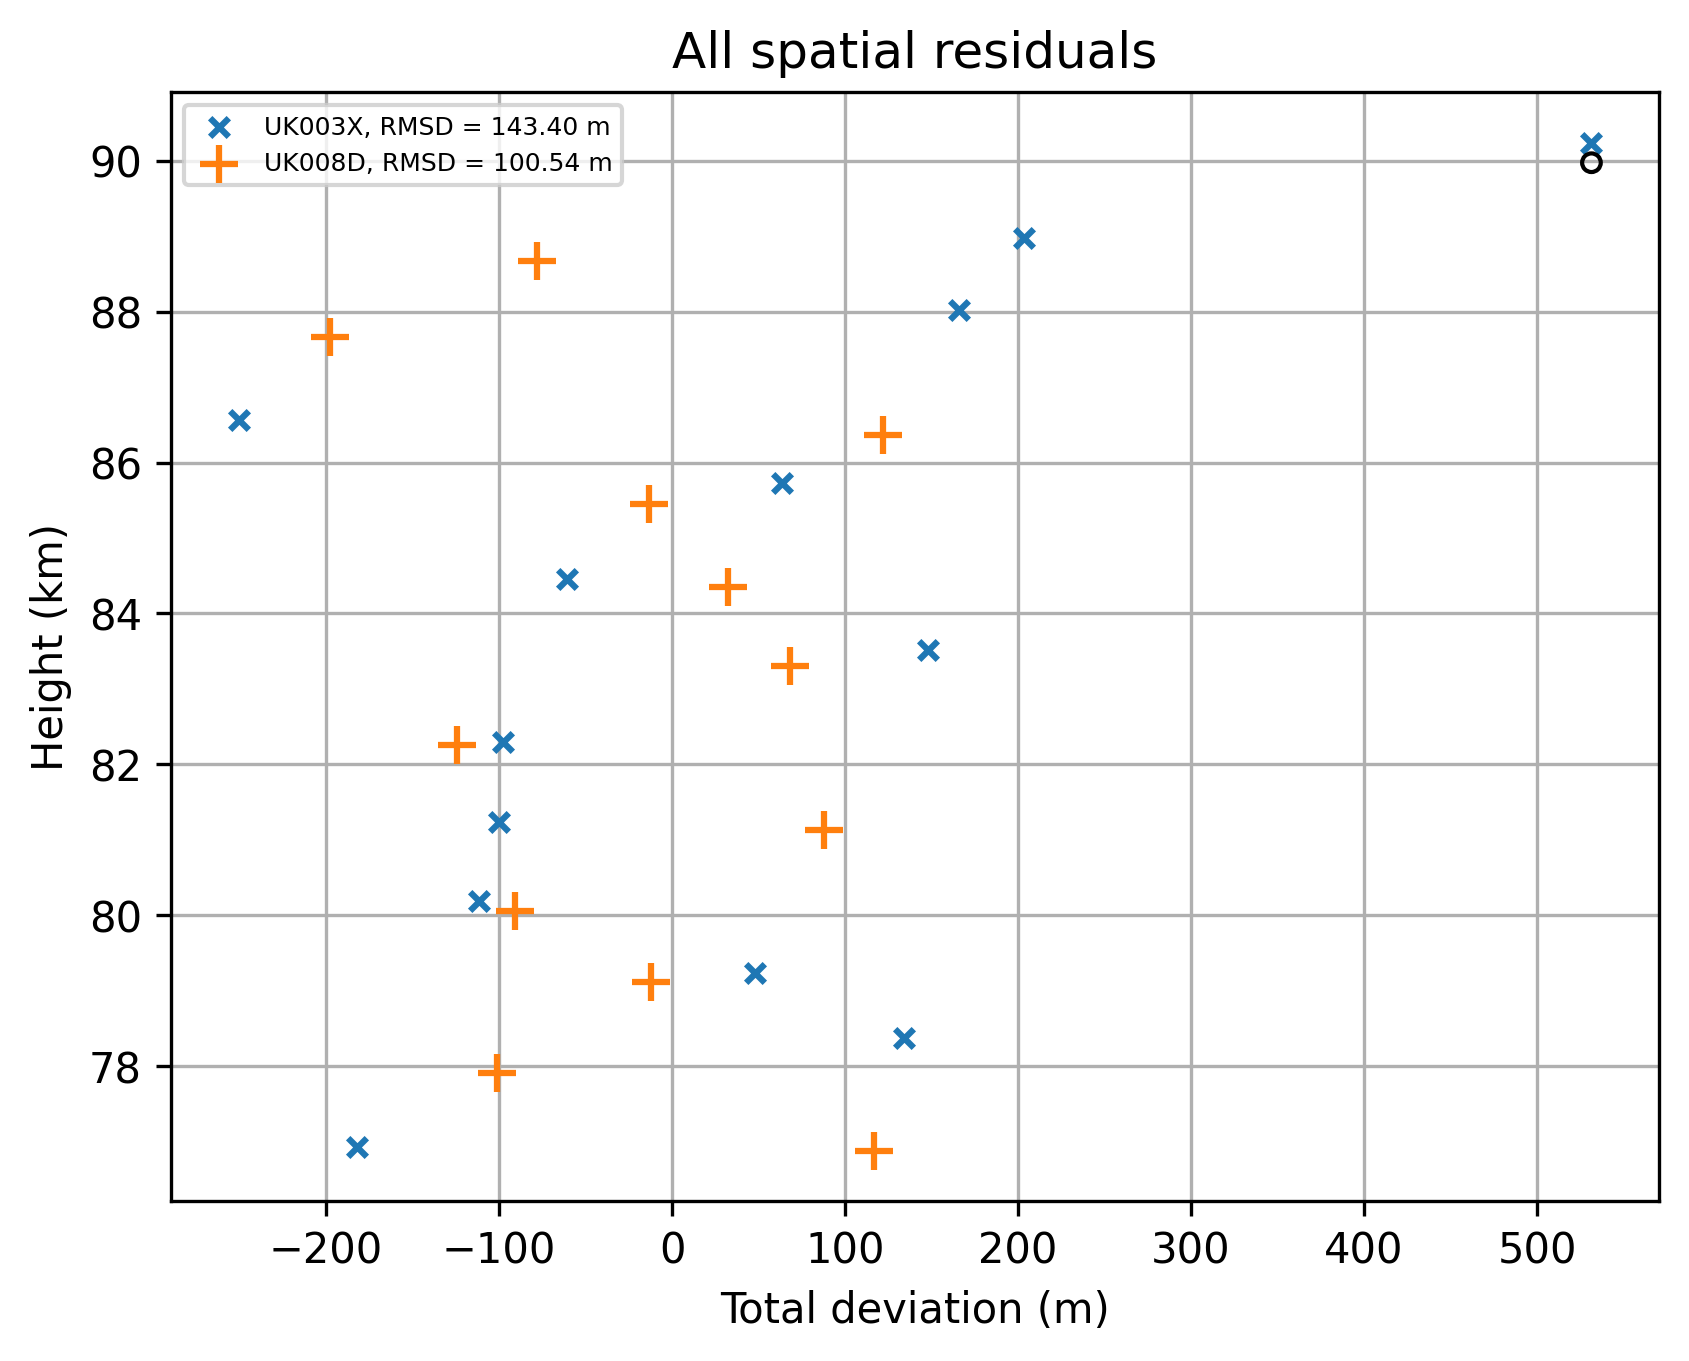 All spatial residuals
UK003X, RMSD = 143.40 m
UK008D, RMSD = 100.54 m
90
88
86
84
82
80
78
Height (km)
−200 −100 0 100 200 300 400 500
Total deviation (m)